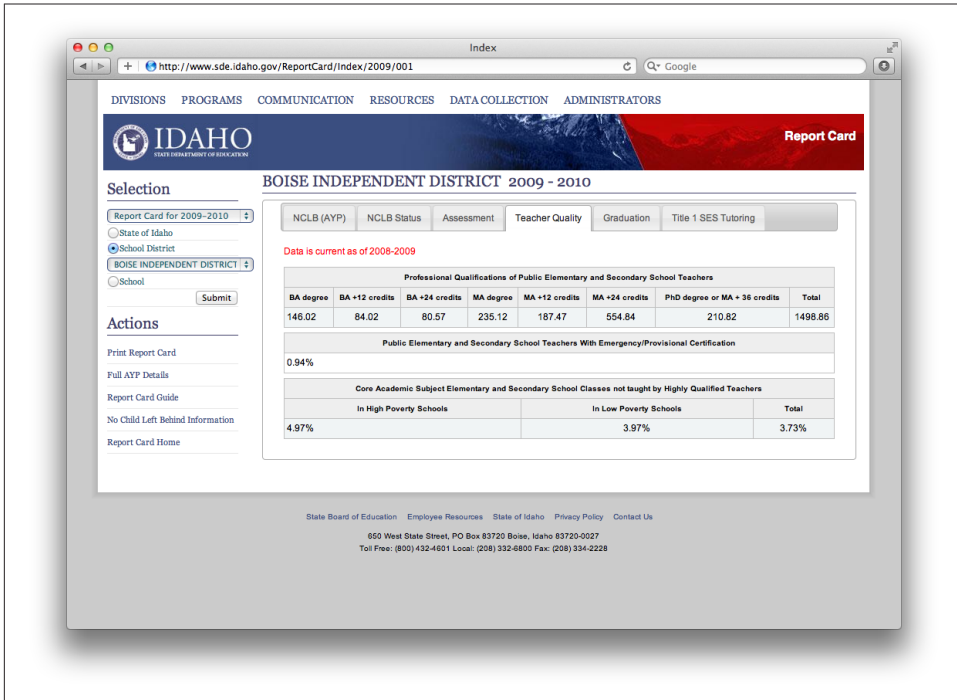 Index
http://www.sde.idaho.gov/ReportCard/Index/2009/001
Google
DIVISIONS PROGRAMS COMMUNICATION RESOURCES DATA COLLECTION ADMINISTRATORS
IDAHO
STATE DEPARTMENT OF EDUCATION
Report Card
Selection
Report Card for 2009-2010
State of Idaho
School District
BOISE INDEPENDENT DISTRICT
School
Submit
Actions
Print Report Card
Full AYP Details
Report Card Guide
No Child Left Behind Information
Report Card Home
BOISE INDEPENDENT DISTRICT 2009 - 2010
NCLB (AYP) NCLB Status Assessment Teacher Quality Graduation Title 1 SES Tutoring
Data is current as of 2008-2009
Professional Qualifications of Public Elementary and Secondary School Teachers
BA degree BA +12 credits BA +24 credits MA degree MA +12 credits MA +24 credits PhD degree or MA + 36 credits Total
146.02 84.02 80.57 235.12 187.47 554.84 210.82 1498.86
Public Elementary and Secondary School Teachers With Emergency/Provisional Certification
0.94%
Core Academic Subject Elementary and Secondary School Classes not taught by Highly Qualified Teachers
In High Poverty Schools In Low Poverty Schools Total
4.97% 3.97% 3.73%
State Board of Education Employee Resources State of Idaho Privacy Policy Contact Us
650 West State Street, PO Box 83720 Boise, Idaho 83720-0027
Toll Free: (800) 432-4601 Local: (208) 332-6800 Fax: (208) 334-2228